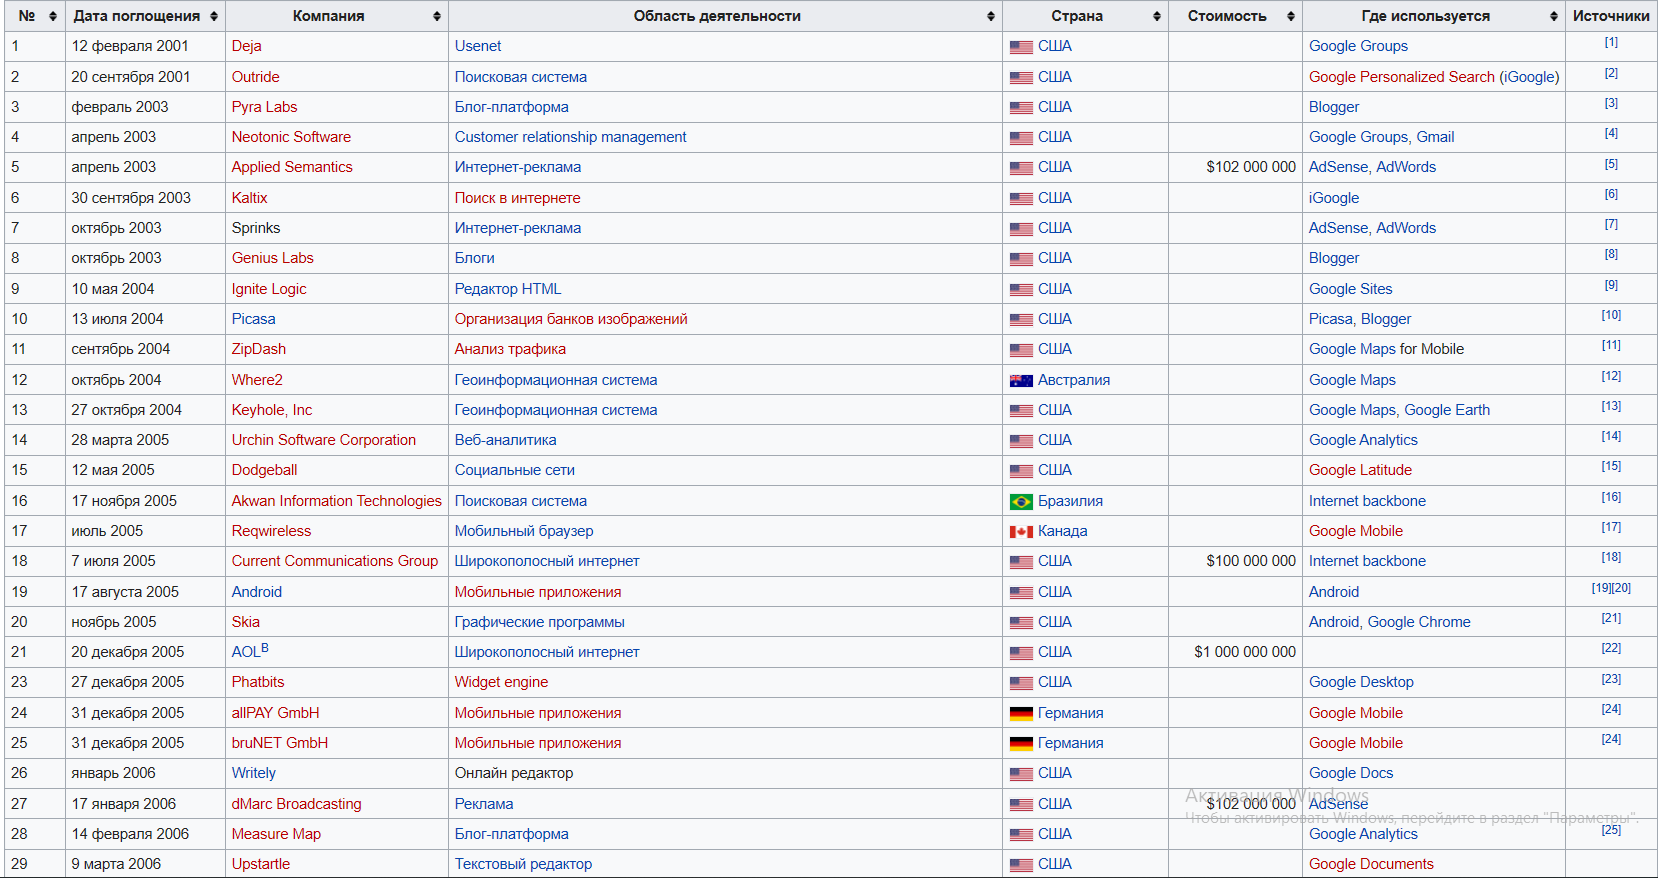 № Дата поглощения Компания Область деятельности Страна Стоимость Где используется Источники
1 12 февраля 2001 Deja Usenet США Google Groups [1]
2 20 сентября 2001 Outride Поисковая система США Google Personalized Search (iGoogle) [2]
3 февраль 2003 Pyra Labs Блог-платформа США Blogger [3]
4 апрель 2003 Neotonic Software Customer relationship management США Google Groups, Gmail [4]
5 апрель 2003 Applied Semantics Интернет-реклама США $102 000 000 AdSense, AdWords [5]
6 30 сентября 2003 Kaltix Поиск в интернете США iGoogle [6]
7 октябрь 2003 Sprinks Интернет-реклама США AdSense, AdWords [7]
8 октябрь 2003 Genius Labs Блоги США Blogger [8]
9 10 мая 2004 Ignite Logic Редактор HTML США Google Sites [9]
10 13 июля 2004 Picasa Организация банков изображений США Picasa, Blogger [10]
11 сентябрь 2004 ZipDash Анализ трафика США Google Maps for Mobile [11]
12 октябрь 2004 Where2 Геоинформационная система Австралия Google Maps [12]
13 27 октября 2004 Keyhole, Inc Геоинформационная система США Google Maps, Google Earth [13]
14 28 марта 2005 Urchin Software Corporation Веб-аналитика США Google Analytics [14]
15 12 мая 2005 Dodgeball Социальные сети США Google Latitude [15]
16 17 ноября 2005 Akwan Information Technologies Поисковая система Бразилия Internet backbone [16]
17 июль 2005 Reqwireless Мобильный браузер Канада Google Mobile [17]
18 7 июля 2005 Current Communications Group Широкополосный интернет США $100 000 000 Internet backbone [18]
19 17 августа 2005 Android Мобильные приложения США Android [19][20]
20 ноябрь 2005 Skia Графические программы США Android, Google Chrome [21]
21 20 декабря 2005 AOLB Широкополосный интернет США $1 000 000 000 [22]
23 27 декабря 2005 Phatbits Widget engine США Google Desktop [23]
24 31 декабря 2005 allPAY GmbH Мобильные приложения Германия Google Mobile [24]
25 31 декабря 2005 bruNET GmbH Мобильные приложения Германия Google Mobile [24]
26 январь 2006 Writely Онлайн редактор США Google Docs
27 17 января 2006 dMarc Broadcasting Реклама США $102 000 000 AdSense
28 14 февраля 2006 Measure Map Блог-платформа США Google Analytics [25]
29 9 марта 2006 Upstartle Текстовый редактор США Google Documents
Активация Windows
Чтобы активировать Windows, перейдите в раздел "Параметры".